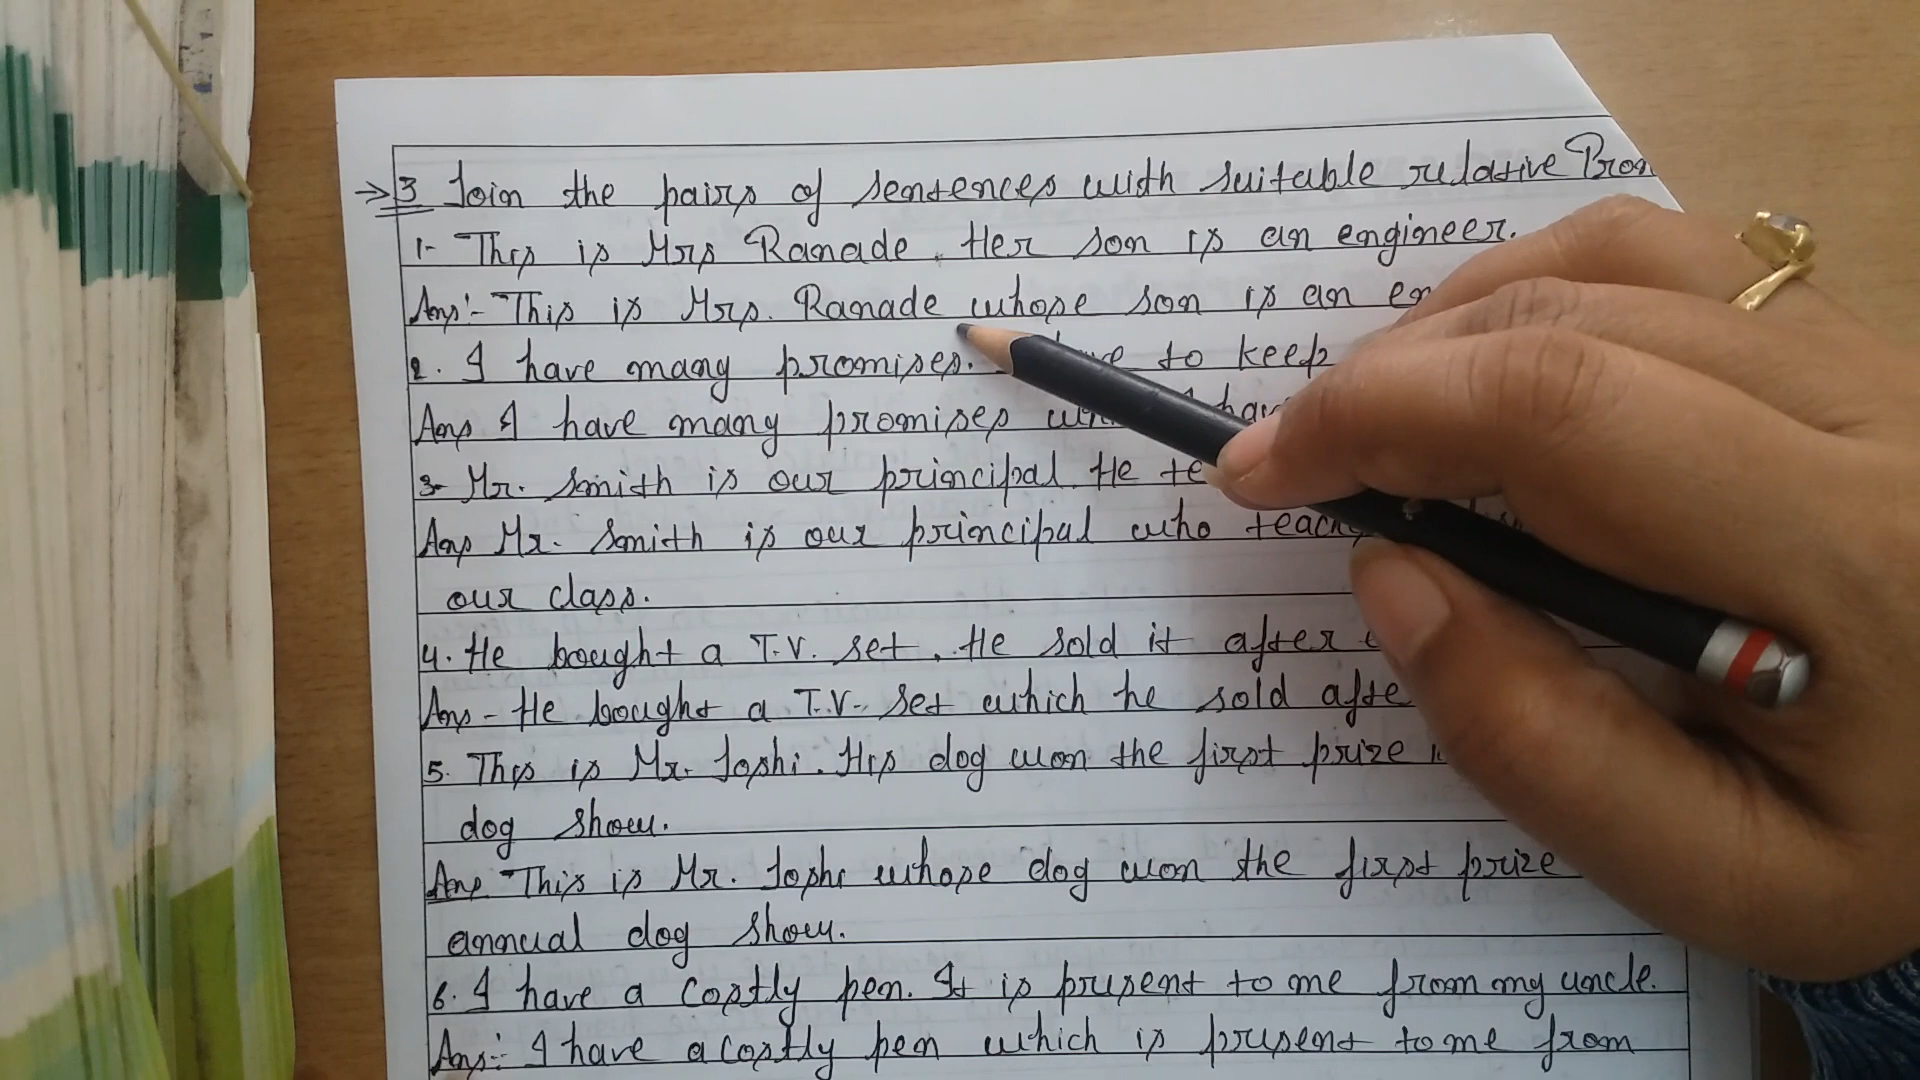 3 Join the pairs of sentences with suitable relative Pron
1- This is Mrs Ranade. Her son is an engineer.
Ans:- This is Mrs. Ranade whose son is an en
2. I have many promises. to keep
Ans I have many promises I hav
3- Mr. Smith is our principal. He te
Ans Mr. Smith is our principal who teach
our class.
4. He bought a T.V. set. He sold it after
Ans - He bought a T.V. set which he sold afte
5. This is Mr. Joshi. His dog won the first prize
dog show.
Ans- This is Mr. Joshi whose dog won the first prize
annual dog show.
6. I have a costly pen. It is present to me from my uncle.
Ans:- I have a costly pen which is present to me from